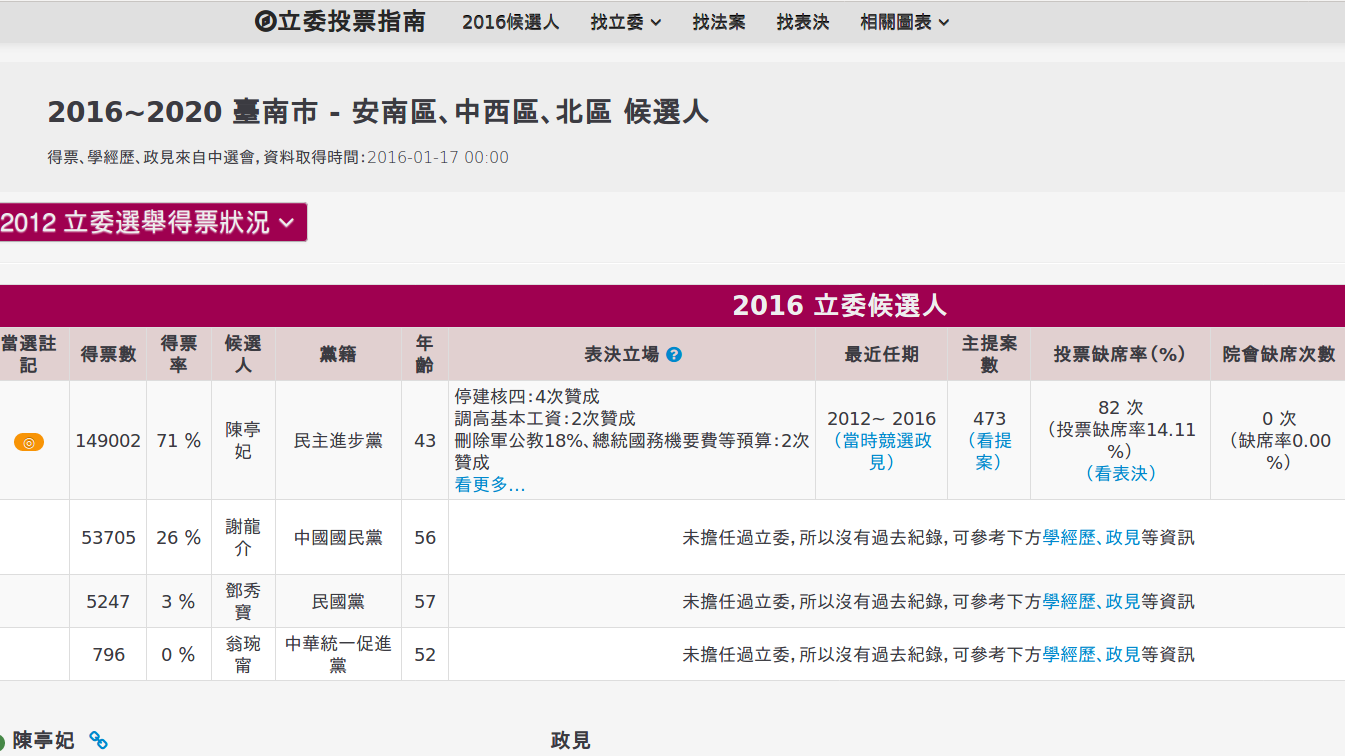 立委投票指南 2016候選人 找立委 找法案 找表決 相關圖表
2016~2020 臺南市 - 安南區、中西區、北區 候選人
得票、學經歷、政見來自中選會，資料取得時間：2016-01-17 00:00
2012 立委選舉得票狀況
2016 立委候選人
當選註記 得票數 得票率 候選人 黨籍 年齡 表決立場 ? 最近任期 主提案數 投票缺席率(%) 院會缺席次數
◎ 149002 71 % 陳亭妃 民主進步黨 43
停建核四：4次贊成
調高基本工資：2次贊成
刪除軍公教18%、總統國務機要費等預算：2次
贊成
看更多...
2012~ 2016
（當時競選政
見）
473
（看提
案）
82 次
（投票缺席率14.11
%）
（看表決）
0 次
（缺席率0.00
%）
53705 26 % 謝龍介 中國國民黨 56 未擔任過立委，所以沒有過去紀錄，可參考下方學經歷、政見等資訊
5247 3 % 鄧秀寶 民國黨 57 未擔任過立委，所以沒有過去紀錄，可參考下方學經歷、政見等資訊
796 0 % 翁琬甯 中華統一促進黨 52 未擔任過立委，所以沒有過去紀錄，可參考下方學經歷、政見等資訊
陳亭妃 政見